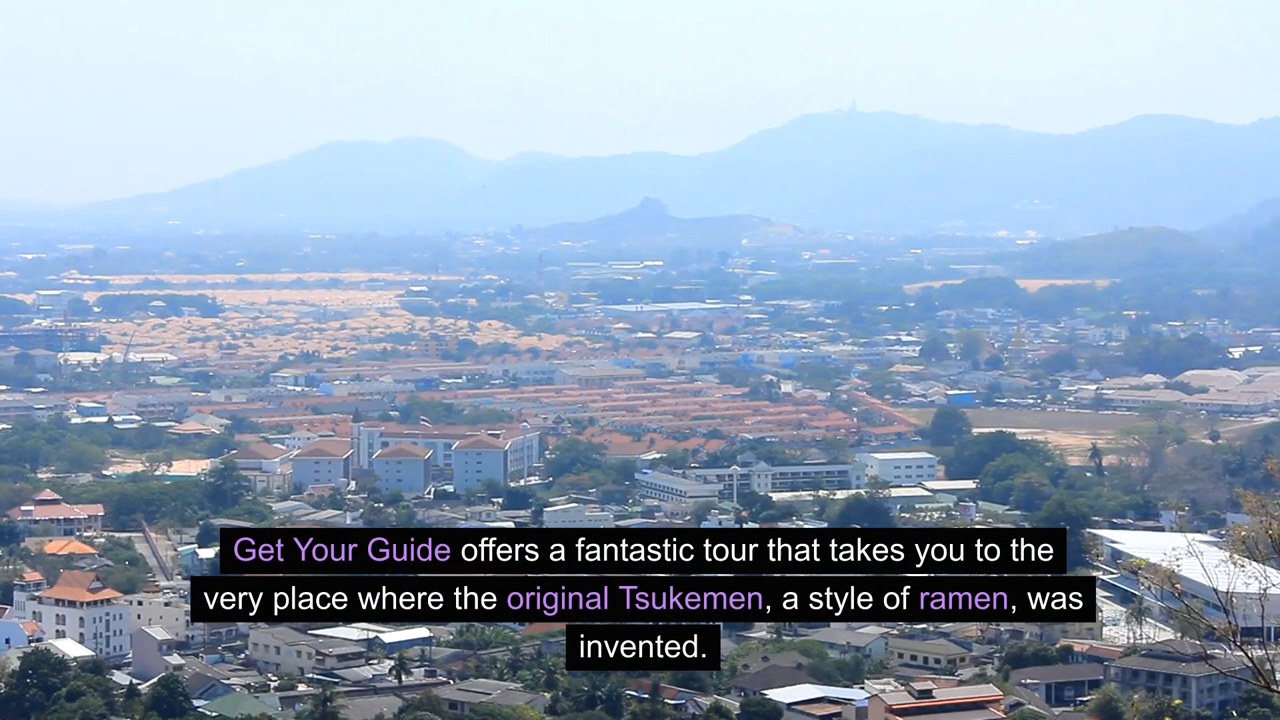 Get Your Guide offers a fantastic tour that takes you to the
very place where the original Tsukemen, a style of ramen, was
invented.